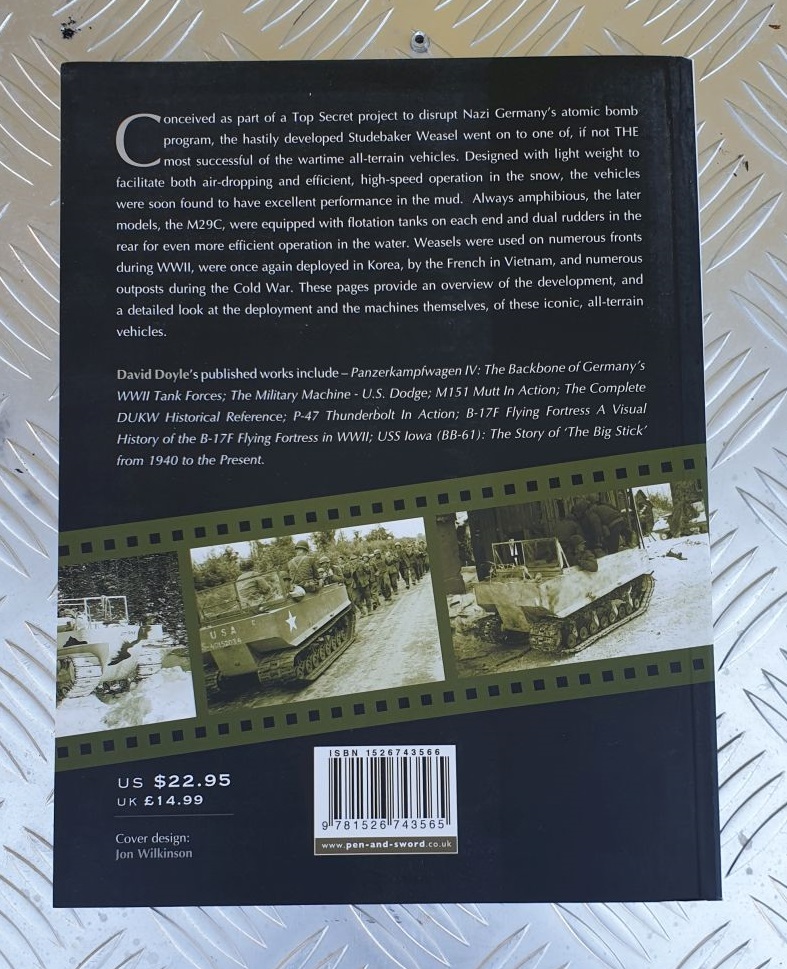 Conceived as part of a Top Secret project to disrupt Nazi Germany's atomic bomb
program, the hastily developed Studebaker Weasel went on to one of, if not THE
most successful of the wartime all-terrain vehicles. Designed with light weight to
facilitate both air-dropping and efficient, high-speed operation in the snow, the vehicles
were soon found to have excellent performance in the mud. Always amphibious, the later
models, the M29C, were equipped with flotation tanks on each end and dual rudders in the
rear for even more efficient operation in the water. Weasels were used on numerous fronts
during WWII, were once again deployed in Korea, by the French in Vietnam, and numerous
outposts during the Cold War. These pages provide an overview of the development, and
a detailed look at the deployment and the machines themselves, of these iconic, all-terrain
vehicles.
David Doyle's published works include – Panzerkampfwagen IV: The Backbone of Germany's
WWII Tank Forces; The Military Machine - U.S. Dodge; M151 Mutt In Action; The Complete
DUKW Historical Reference; P-47 Thunderbolt In Action; B-17F Flying Fortress A Visual
History of the B-17F Flying Fortress in WWII; USS Iowa (BB-61): The Story of 'The Big Stick'
from 1940 to the Present.
USA
US $22.95
UK £14.99
Cover design:
Jon Wilkinson
ISBN 1526743566
9 781526 743565
www.pen-and-sword.co.uk